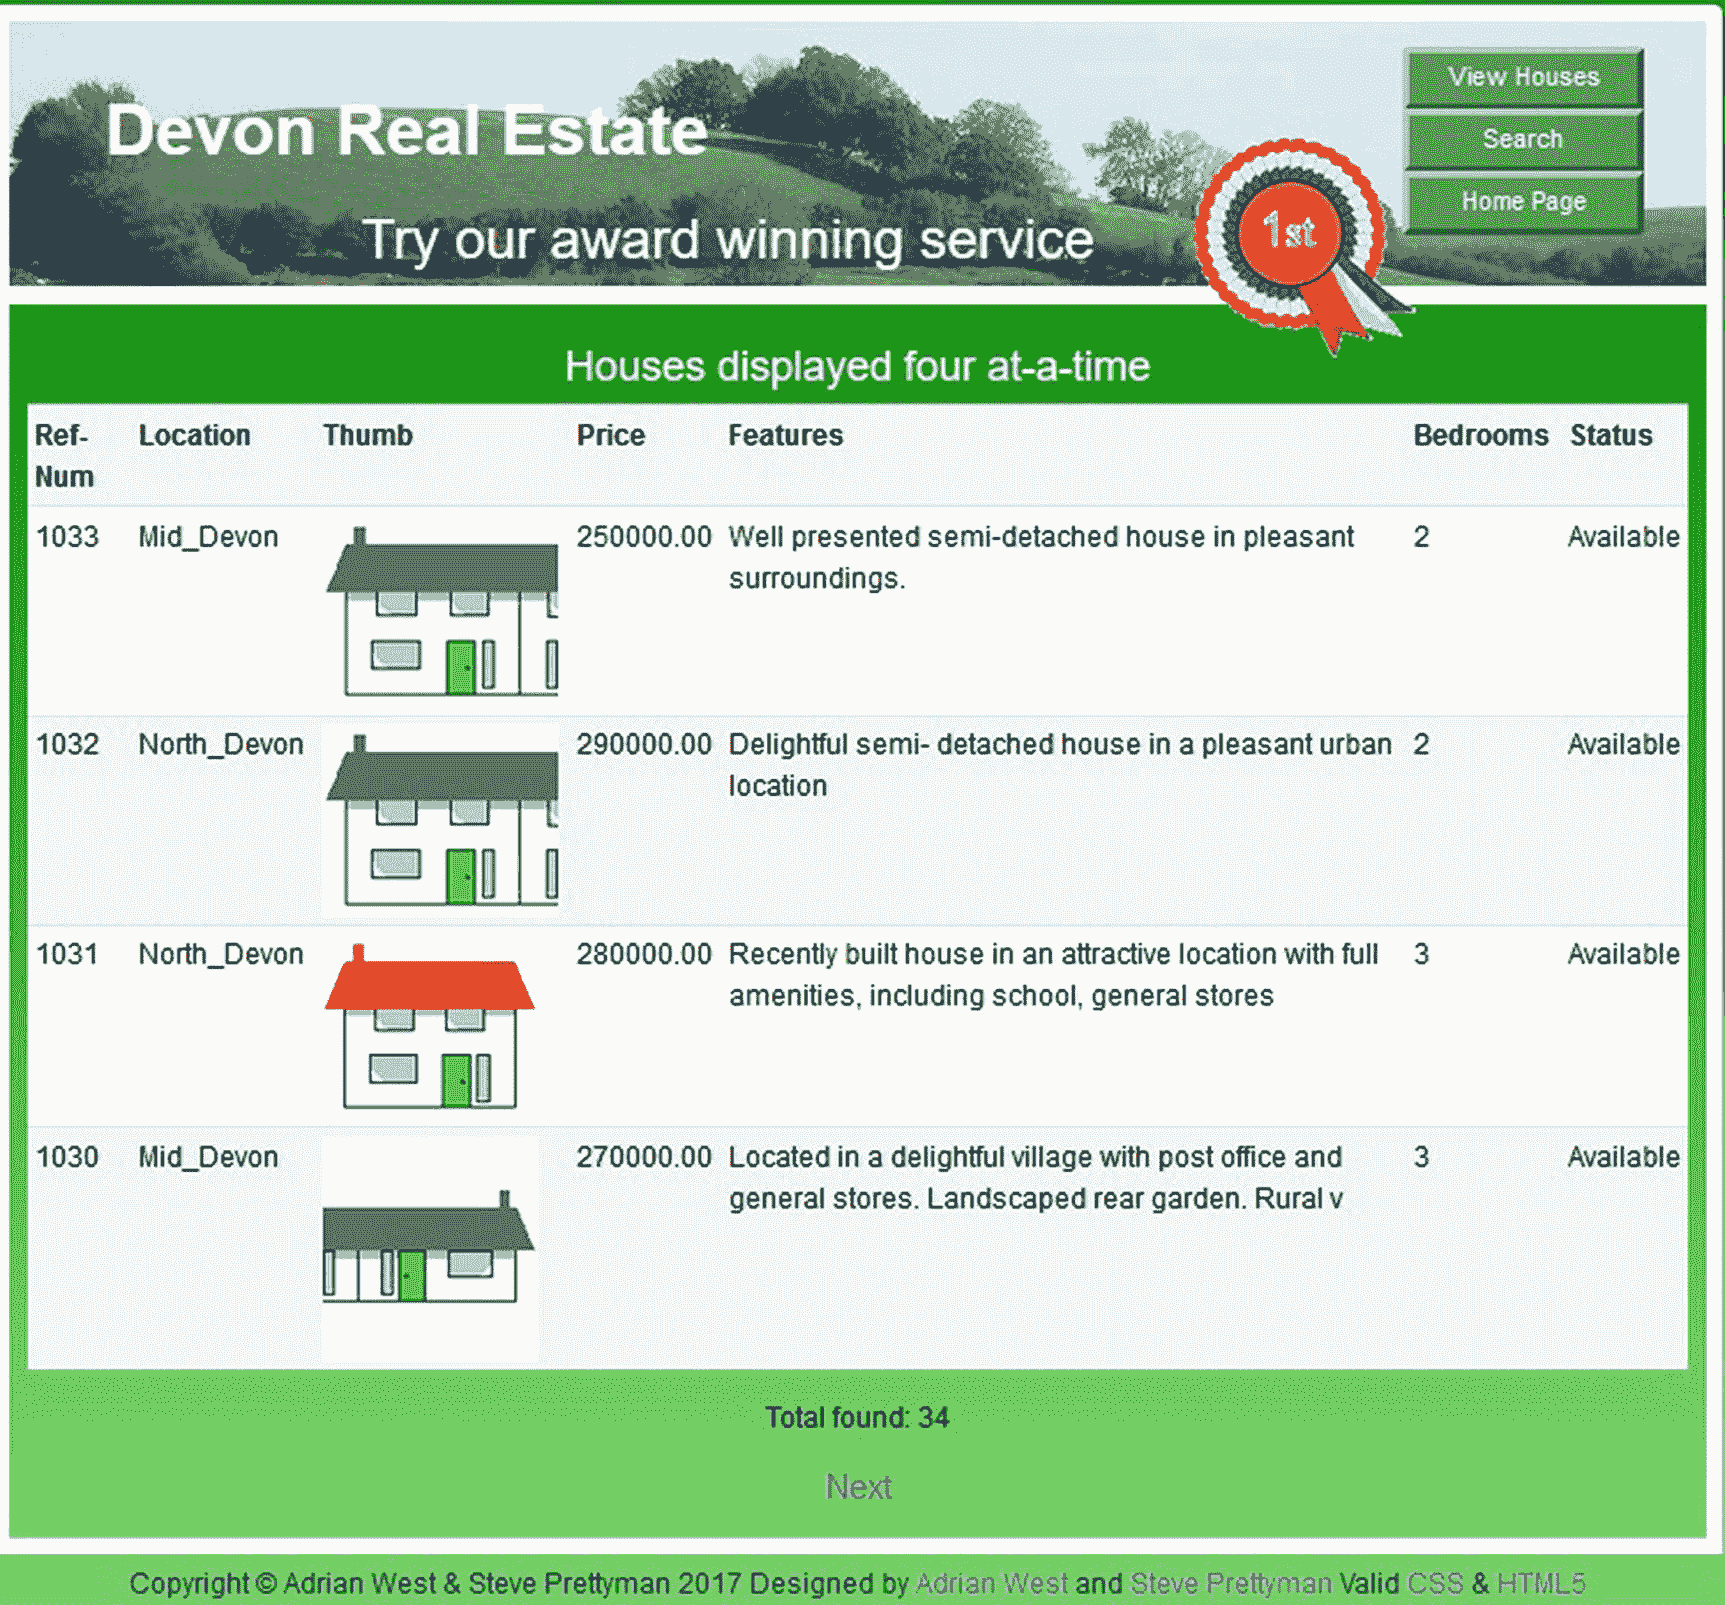 Devon Real Estate
Try our award winning service
1st
View Houses
Search
Home Page
Houses displayed four at-a-time
Ref- Location Thumb Price Features Bedrooms Status
Num
1033 Mid_Devon 250000.00 Well presented semi-detached house in pleasant 2 Available
surroundings.
1032 North_Devon 290000.00 Delightful semi- detached house in a pleasant urban 2 Available
location
1031 North_Devon 280000.00 Recently built house in an attractive location with full 3 Available
amenities, including school, general stores
1030 Mid_Devon 270000.00 Located in a delightful village with post office and 3 Available
general stores. Landscaped rear garden. Rural v
Total found: 34
Next
Copyright © Adrian West & Steve Prettyman 2017 Designed by Adrian West and Steve Prettyman Valid CSS & HTML5